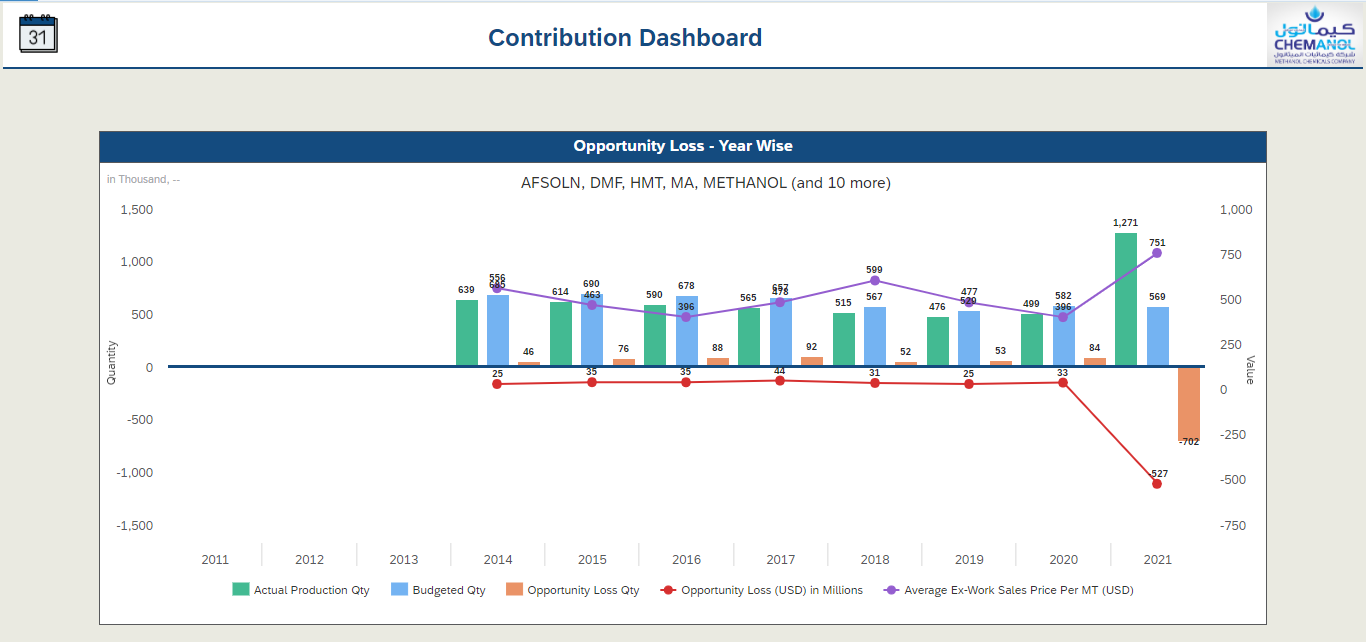 31
Contribution Dashboard
كيمانول
CHEMANOL
شركة كيمائيات الميثانول
METHANOL CHEMICALS COMPANY
Opportunity Loss - Year Wise
in Thousand, --
AFSOLN, DMF, HMT, MA, METHANOL (and 10 more)
Quantity
1,500
1,000
500
0
-500
-1,000
-1,500
Value
1,000
750
500
250
0
-250
-500
-750
639 614 590 565 515 476 499 1,271
685 690 678 657 567 529 582 569
46 76 88 92 52 53 84 -702
556 463 396 478 599 477 396 751
25 35 35 44 31 25 33 -527
2011 2012 2013 2014 2015 2016 2017 2018 2019 2020 2021
Actual Production Qty Budgeted Qty Opportunity Loss Qty Opportunity Loss (USD) in Millions Average Ex-Work Sales Price Per MT (USD)